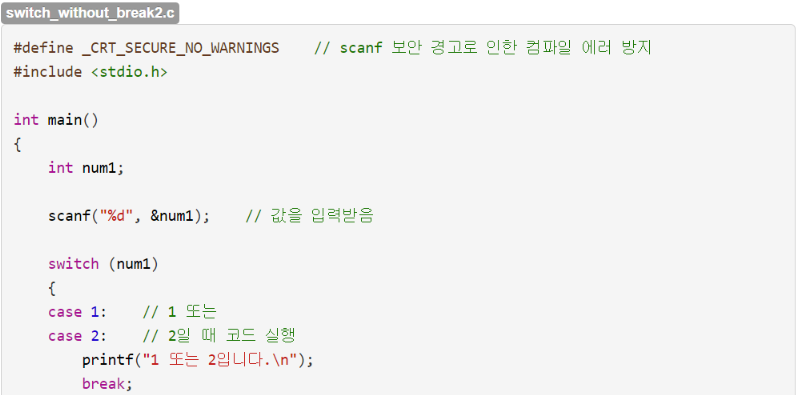 switch_without_break2.c
#define _CRT_SECURE_NO_WARNINGS    // scanf 보안 경고로 인한 컴파일 에러 방지
#include <stdio.h>

int main()
{
    int num1;

    scanf("%d", &num1);    // 값을 입력받음

    switch (num1)
    {
    case 1:    // 1 또는
    case 2:    // 2일 때 코드 실행
        printf("1 또는 2입니다.\n");
        break;